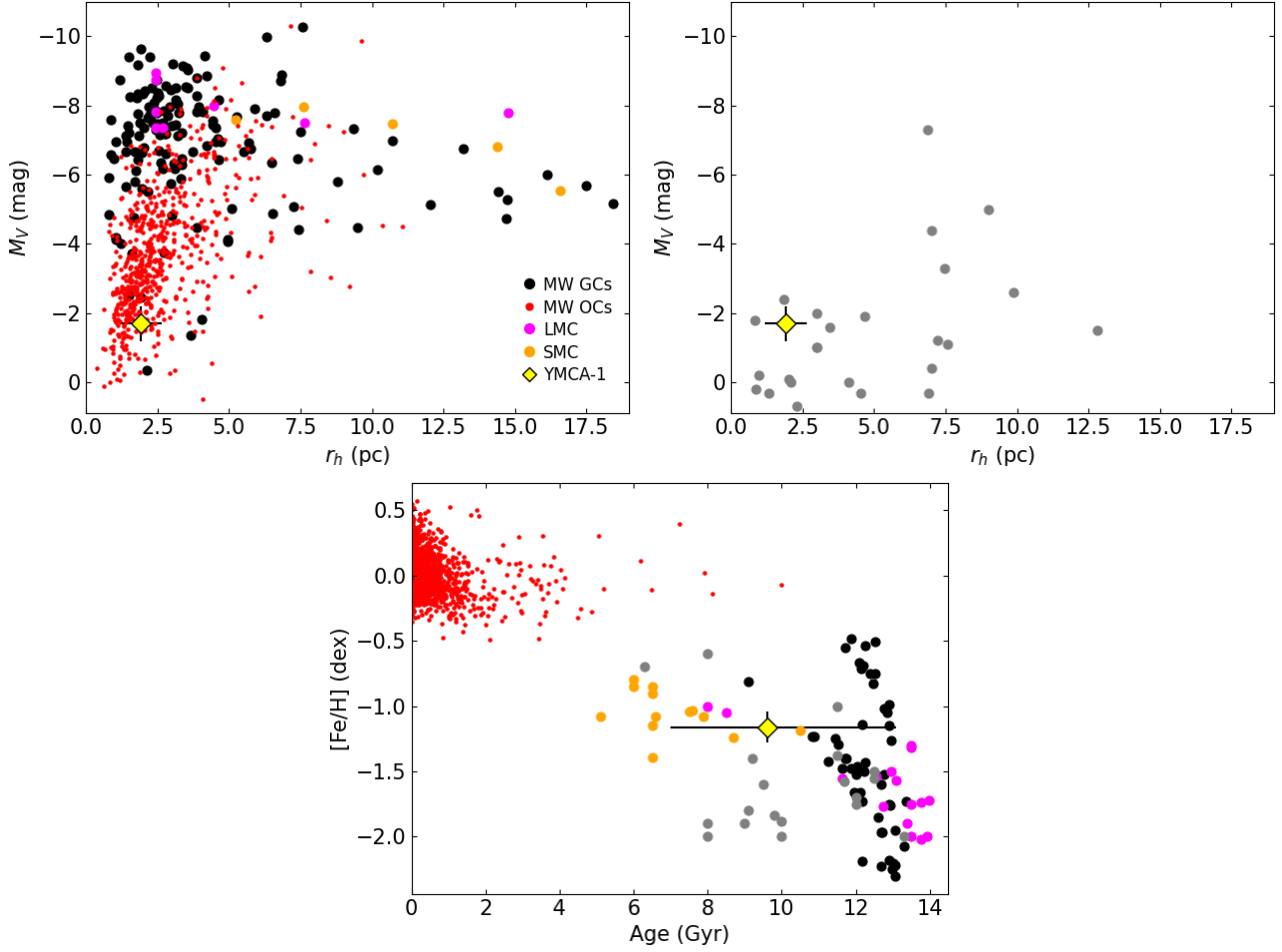 −10
−8
−6
−4
−2
0
M_V (mag)
0.0 2.5 5.0 7.5 10.0 12.5 15.0 17.5
r_h (pc)
MW GCs
MW OCs
LMC
SMC
YMCA-1
−10
−8
−6
−4
−2
0
M_V (mag)
0.0 2.5 5.0 7.5 10.0 12.5 15.0 17.5
r_h (pc)
0.5
0.0
−0.5
−1.0
−1.5
−2.0
[Fe/H] (dex)
0 2 4 6 8 10 12 14
Age (Gyr)